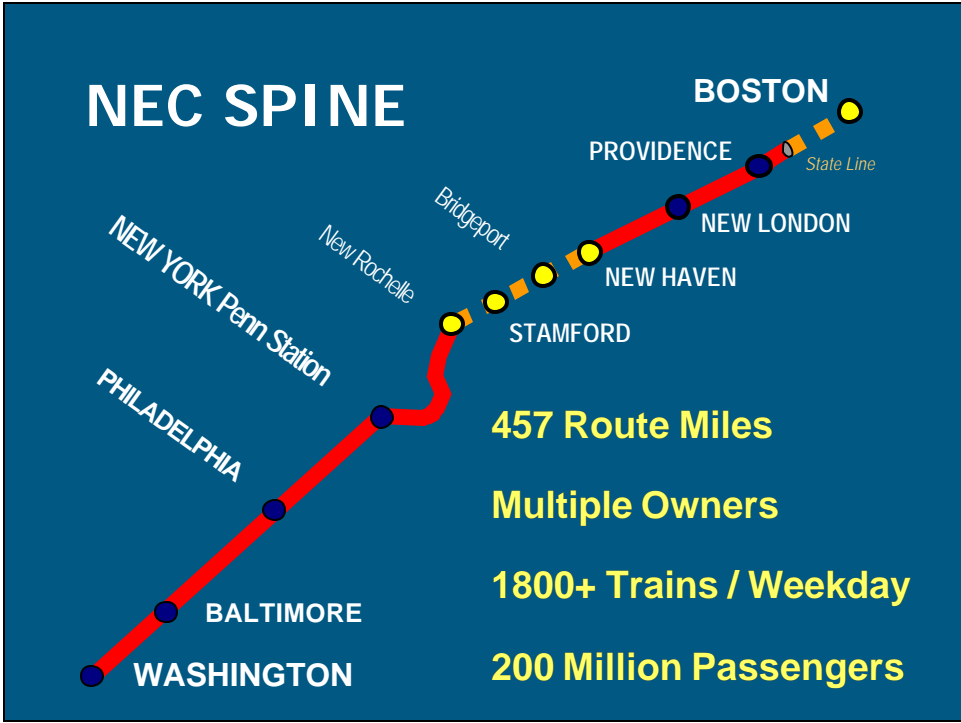 NEC SPINE
BOSTON
PROVIDENCE
State Line
Bridgeport
NEW LONDON
New Rochelle
NEW YORK Penn Station
NEW HAVEN
STAMFORD
PHILADELPHIA
457 Route Miles
Multiple Owners
1800+ Trains / Weekday
BALTIMORE
200 Million Passengers
WASHINGTON